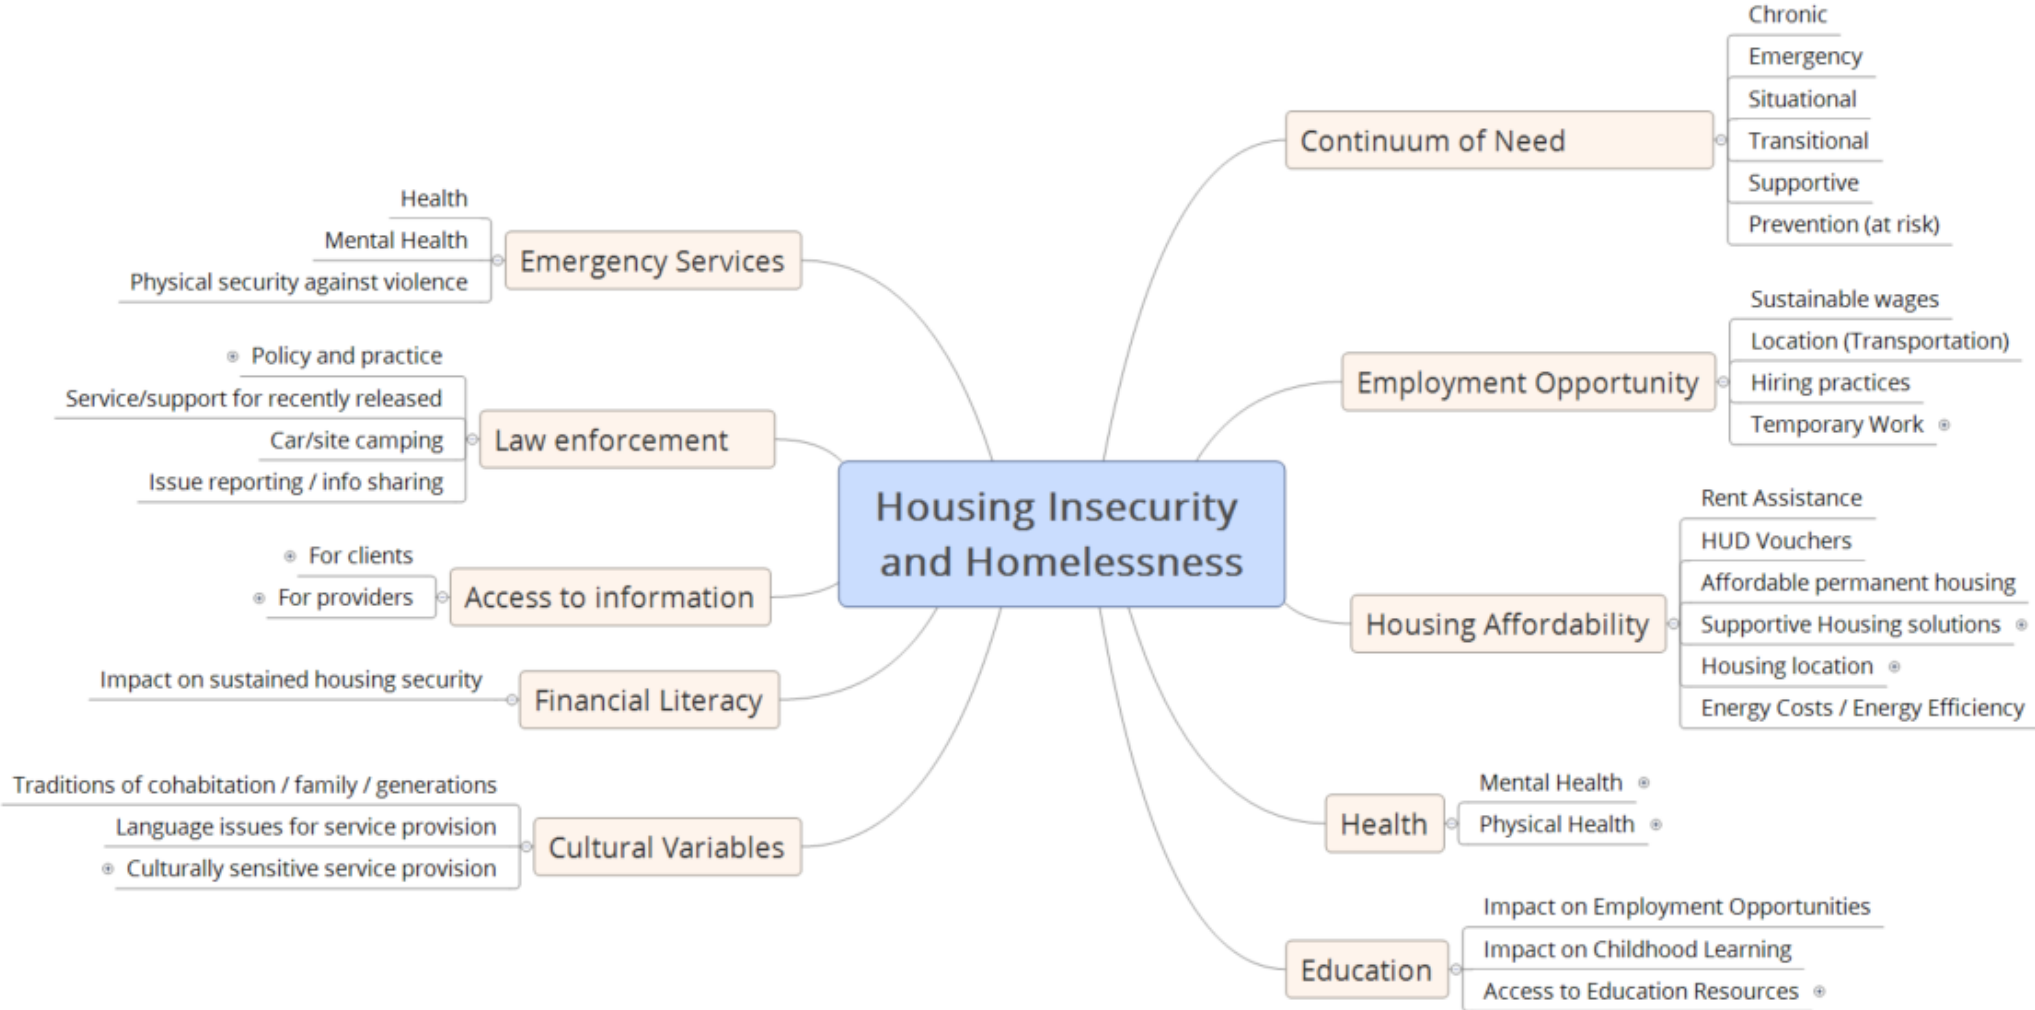 Housing Insecurity
and Homelessness
Continuum of Need
Chronic
Emergency
Situational
Transitional
Supportive
Prevention (at risk)
Employment Opportunity
Sustainable wages
Location (Transportation)
Hiring practices
Temporary Work
Housing Affordability
Rent Assistance
HUD Vouchers
Affordable permanent housing
Supportive Housing solutions
Housing location
Energy Costs / Energy Efficiency
Health
Mental Health
Physical Health
Education
Impact on Employment Opportunities
Impact on Childhood Learning
Access to Education Resources
Emergency Services
Health
Mental Health
Physical security against violence
Law enforcement
Policy and practice
Service/support for recently released
Car/site camping
Issue reporting / info sharing
Access to information
For clients
For providers
Financial Literacy
Impact on sustained housing security
Cultural Variables
Traditions of cohabitation / family / generations
Language issues for service provision
Culturally sensitive service provision